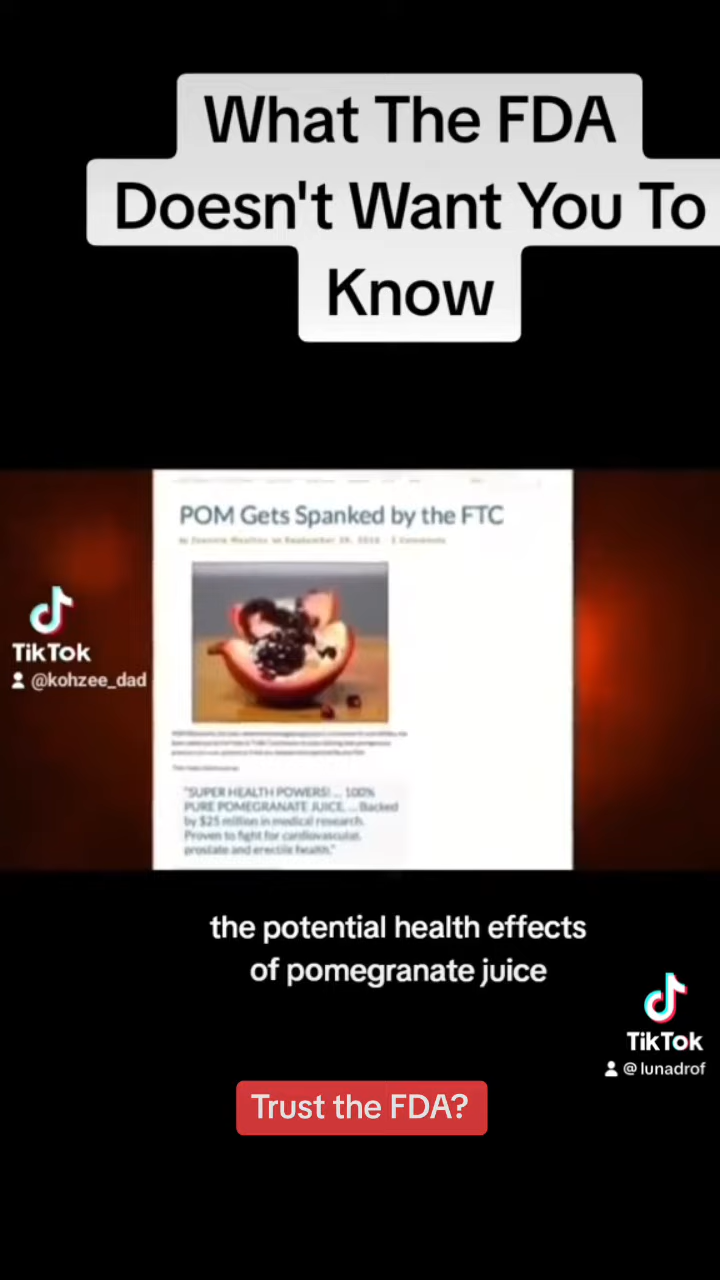 What The FDA
Doesn't Want You To
Know
POM Gets Spanked by the FTC
TikTok
@kohzee_dad
"SUPER HEALTH POWERS! ... 100%
PURE POMEGRANATE JUICE. ... Backed
by $25 million in medical research.
Proven to fight for cardiovascular,
prostate and erectile health."
the potential health effects
of pomegranate juice
TikTok
@lunadrof
Trust the FDA?